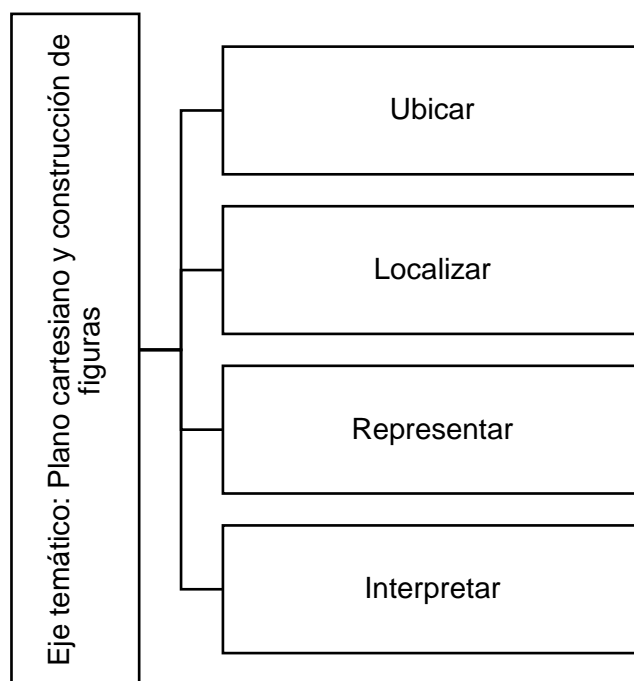 Eje temático: Plano cartesiano y construcción de
figuras
Ubicar
Localizar
Representar
Interpretar